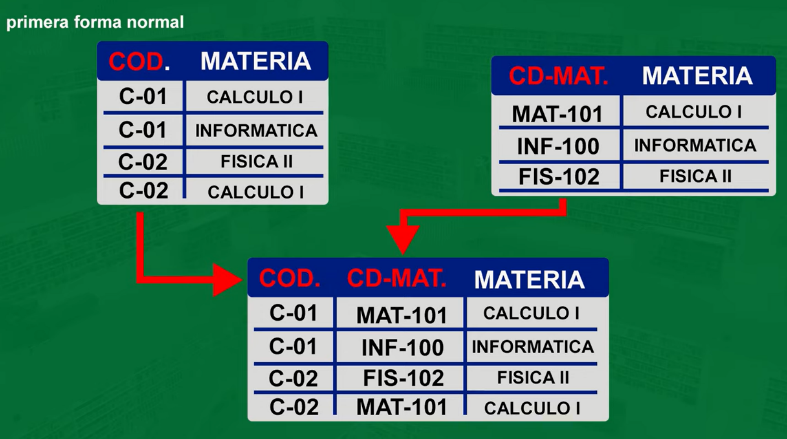 primera forma normal
COD. MATERIA
C-01 CALCULO I
C-01 INFORMATICA
C-02 FISICA II
C-02 CALCULO I
CD-MAT. MATERIA
MAT-101 CALCULO I
INF-100 INFORMATICA
FIS-102 FISICA II
COD. CD-MAT. MATERIA
C-01 MAT-101 CALCULO I
C-01 INF-100 INFORMATICA
C-02 FIS-102 FISICA II
C-02 MAT-101 CALCULO I